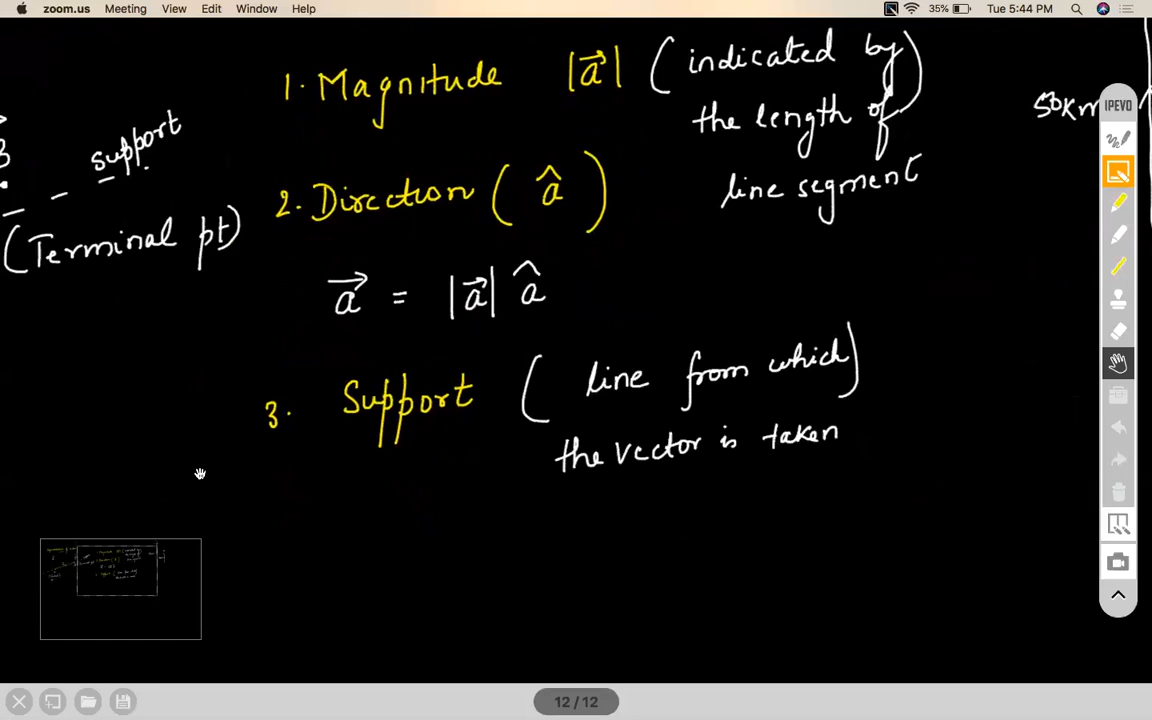 zoom.us Meeting View Edit Window Help 35% Tue 5:44 PM
1. Magnitude |a⃗| (indicated by
the length of)
line segment
50km
IPEVO
support
(Terminal pt)
2. Direction ( â )
a⃗ = |a⃗| â
3. Support ( line from which)
the vector is taken
12 / 12